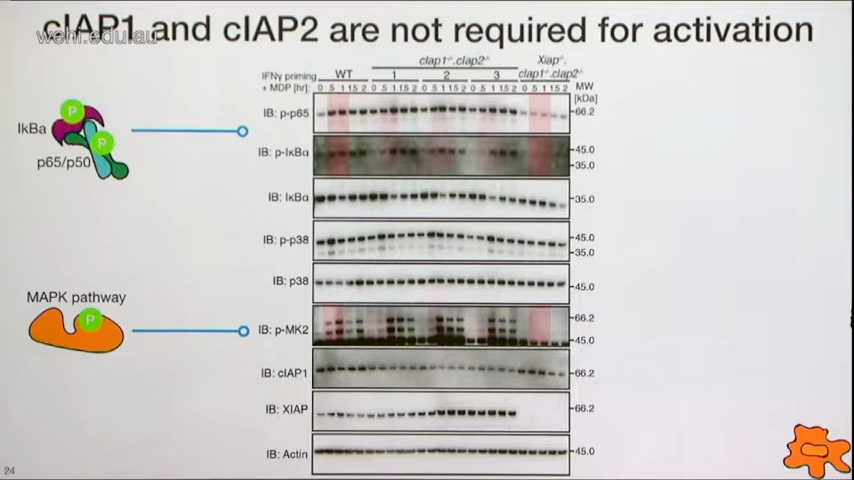 cIAP1 and cIAP2 are not required for activation
wehi.edu.au
cIap1-/-.cIap2-/-
Xiap-/-.
cIap1-/-.cIap2-/-
IFNγ priming
WT
1
2
3
+ MDP [hr]:
0 .5 1 1.5 2 0 .5 1 1.5 2 0 .5 1 1.5 2 0 .5 1 1.5 2 0 .5 1 1.5 2
MW
[kDa]
IB: p-p65
66.2
P
IkBa
P
p65/p50
IB: p-IκBα
45.0
35.0
IB: IκBα
35.0
IB: p-p38
45.0
35.0
IB: p38
45.0
MAPK pathway
P
IB: p-MK2
66.2
45.0
IB: cIAP1
66.2
IB: XIAP
66.2
IB: Actin
45.0
24